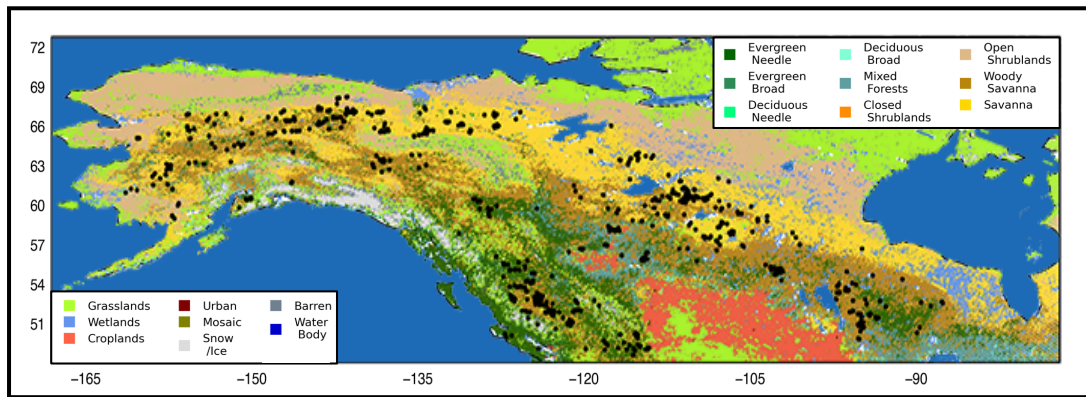 72
69
66
63
60
57
54
51
Evergreen
Needle
Evergreen
Broad
Deciduous
Needle
Deciduous
Broad
Mixed
Forests
Closed
Shrublands
Open
Shrublands
Woody
Savanna
Savanna
Grasslands
Wetlands
Croplands
Urban
Mosaic
Snow
/Ice
Barren
Water
Body
−165 −150 −135 −120 −105 −90